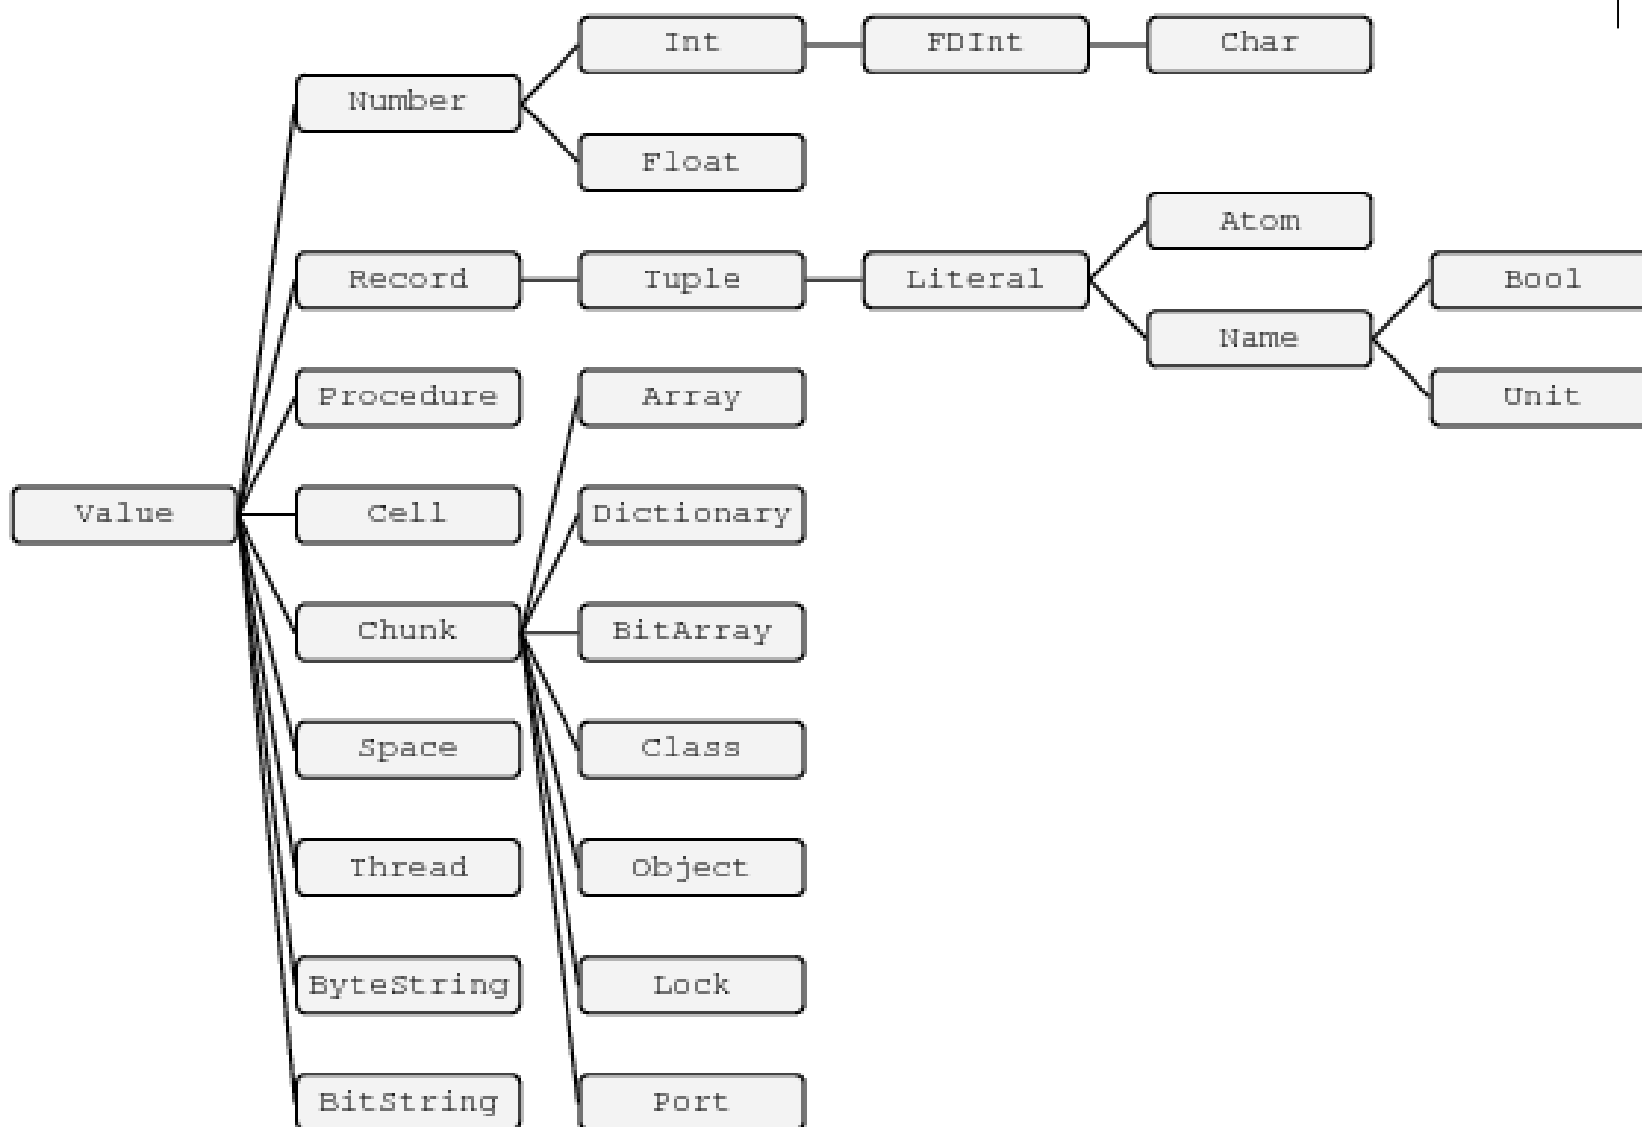 Int FDInt Char
Number
Float
Atom
Record Tuple Literal Bool
Name
Procedure Array Unit
Value Cell Dictionary
Chunk BitArray
Space Class
Thread Object
ByteString Lock
BitString Port